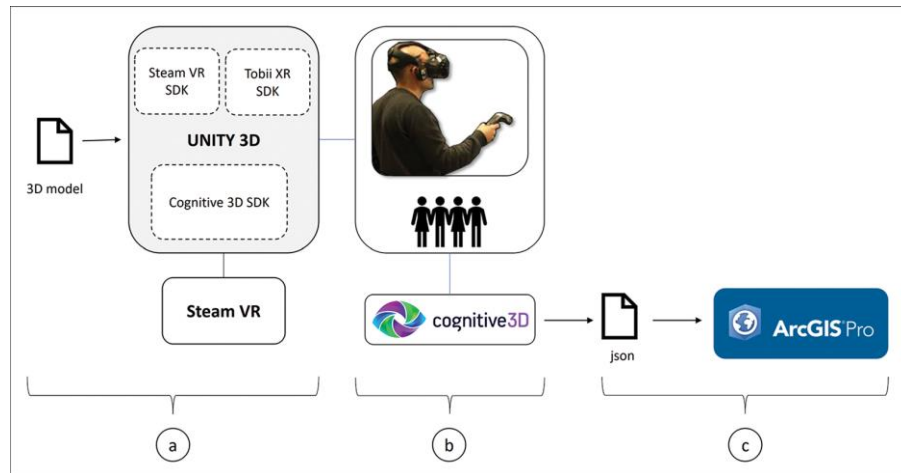 Steam VR
SDK
Tobii XR
SDK
UNITY 3D
3D model
Cognitive 3D SDK
Steam VR
cognitive3D
json
ArcGIS Pro
a
b
c